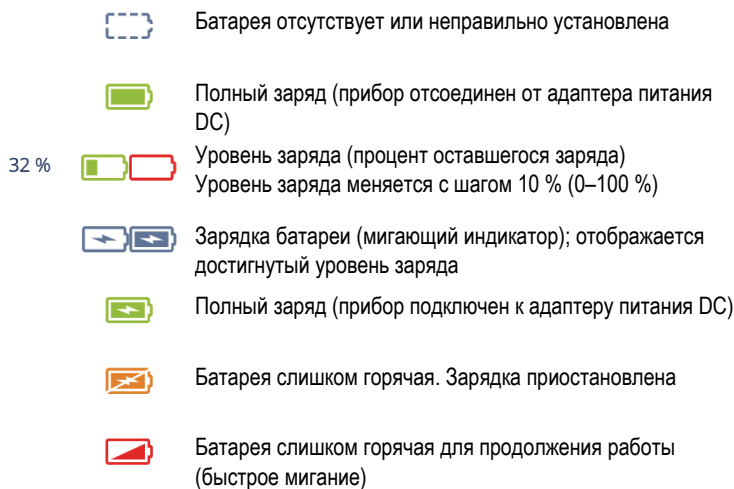 Батарея отсутствует или неправильно установлена
Полный заряд (прибор отсоединен от адаптера питания
DC)
32 %
Уровень заряда (процент оставшегося заряда)
Уровень заряда меняется с шагом 10 % (0–100 %)
Зарядка батареи (мигающий индикатор); отображается
достигнутый уровень заряда
Полный заряд (прибор подключен к адаптеру питания DC)
Батарея слишком горячая. Зарядка приостановлена
Батарея слишком горячая для продолжения работы
(быстрое мигание)